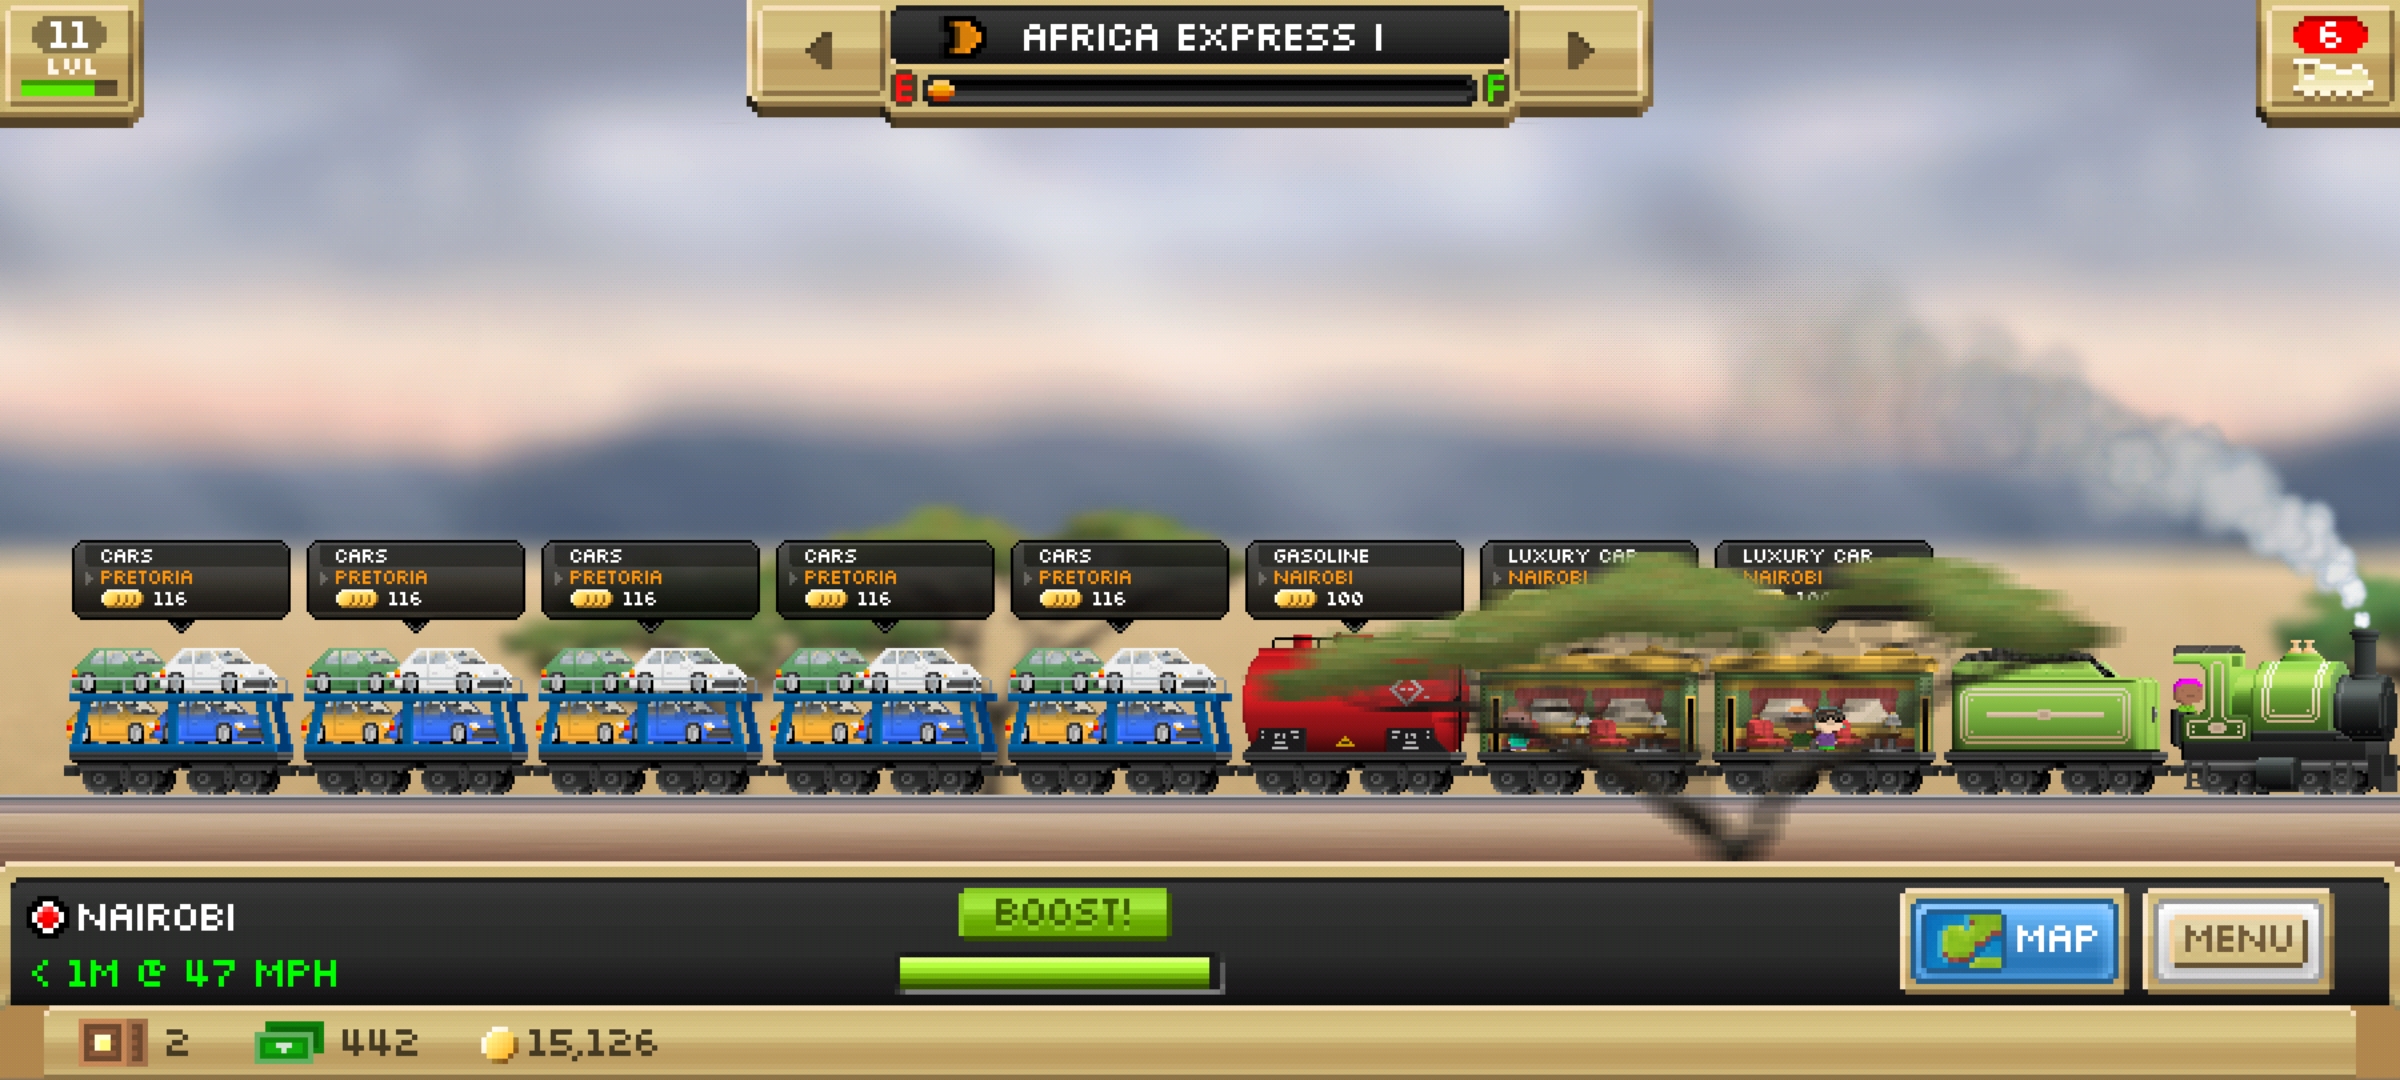 11
LVL
AFRICA EXPRESS I
E F
6
CARS
PRETORIA
116
CARS
PRETORIA
116
CARS
PRETORIA
116
CARS
PRETORIA
116
CARS
PRETORIA
116
GASOLINE
NAIROBI
100
LUXURY CAR
NAIROBI
LUXURY CAR
NAIROBI
100
NAIROBI
< 1M @ 47 MPH
BOOST!
MAP
MENU
2
442
15,126